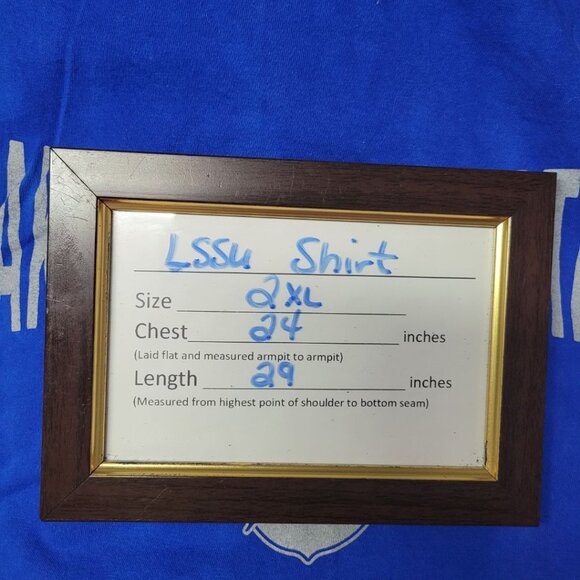 LSSU Shirt
Size 2XL
Chest 24 inches
(Laid flat and measured armpit to armpit)
Length 29 inches
(Measured from highest point of shoulder to bottom seam)